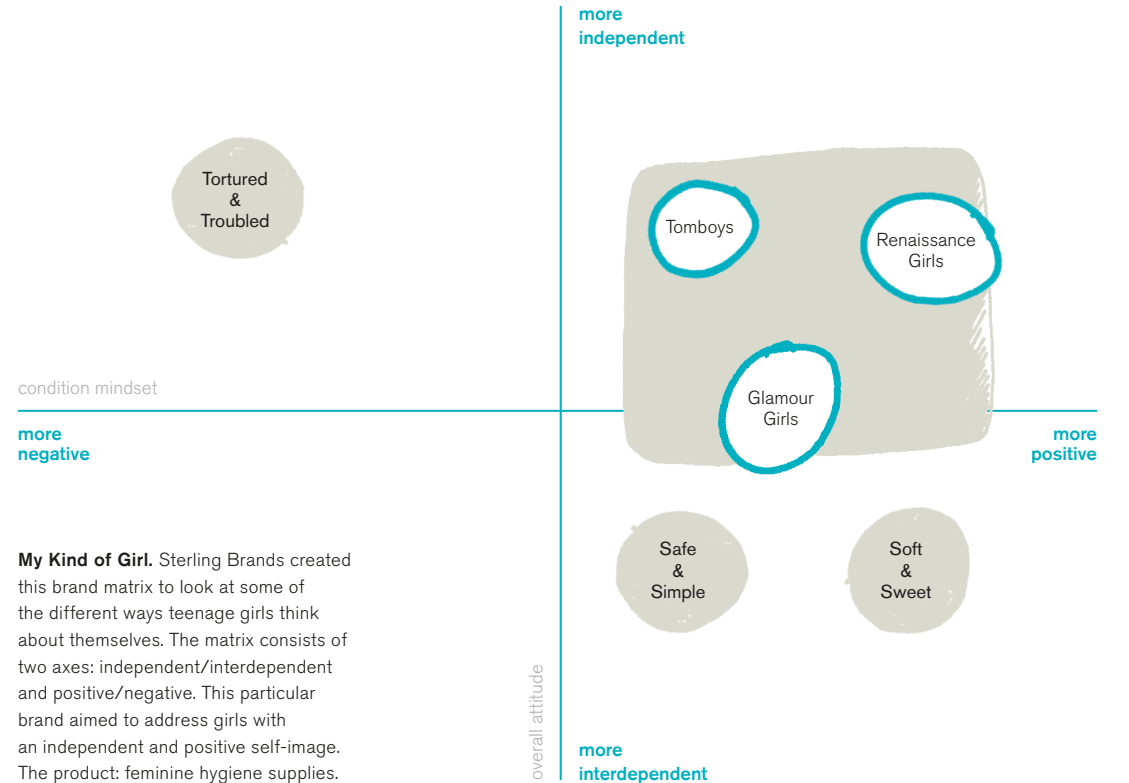 more
independent
Tortured
&
Troubled
Tomboys
Renaissance
Girls
condition mindset
Glamour
Girls
more
negative
more
positive
Safe
&
Simple
Soft
&
Sweet
My Kind of Girl. Sterling Brands created
this brand matrix to look at some of
the different ways teenage girls think
about themselves. The matrix consists of
two axes: independent/interdependent
and positive/negative. This particular
brand aimed to address girls with
an independent and positive self-image.
The product: feminine hygiene supplies.
overall attitude
more
interdependent